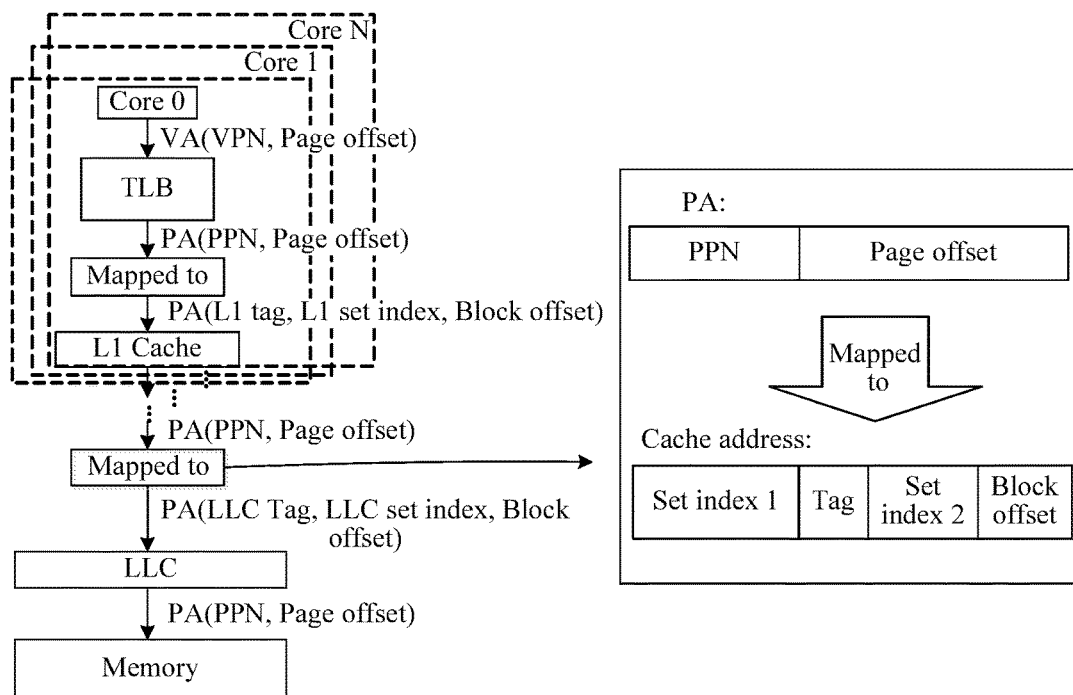 Core N
Core 1
Core 0
VA(VPN, Page offset)
TLB
PA(PPN, Page offset)
Mapped to
PA(L1 tag, L1 set index, Block offset)
L1 Cache
PA(PPN, Page offset)
Mapped to
PA(LLC Tag, LLC set index, Block
offset)
LLC
PA(PPN, Page offset)
Memory
PA:
PPN
Page offset
Mapped
to
Cache address:
Set index 1
Tag
Set
index 2
Block
offset